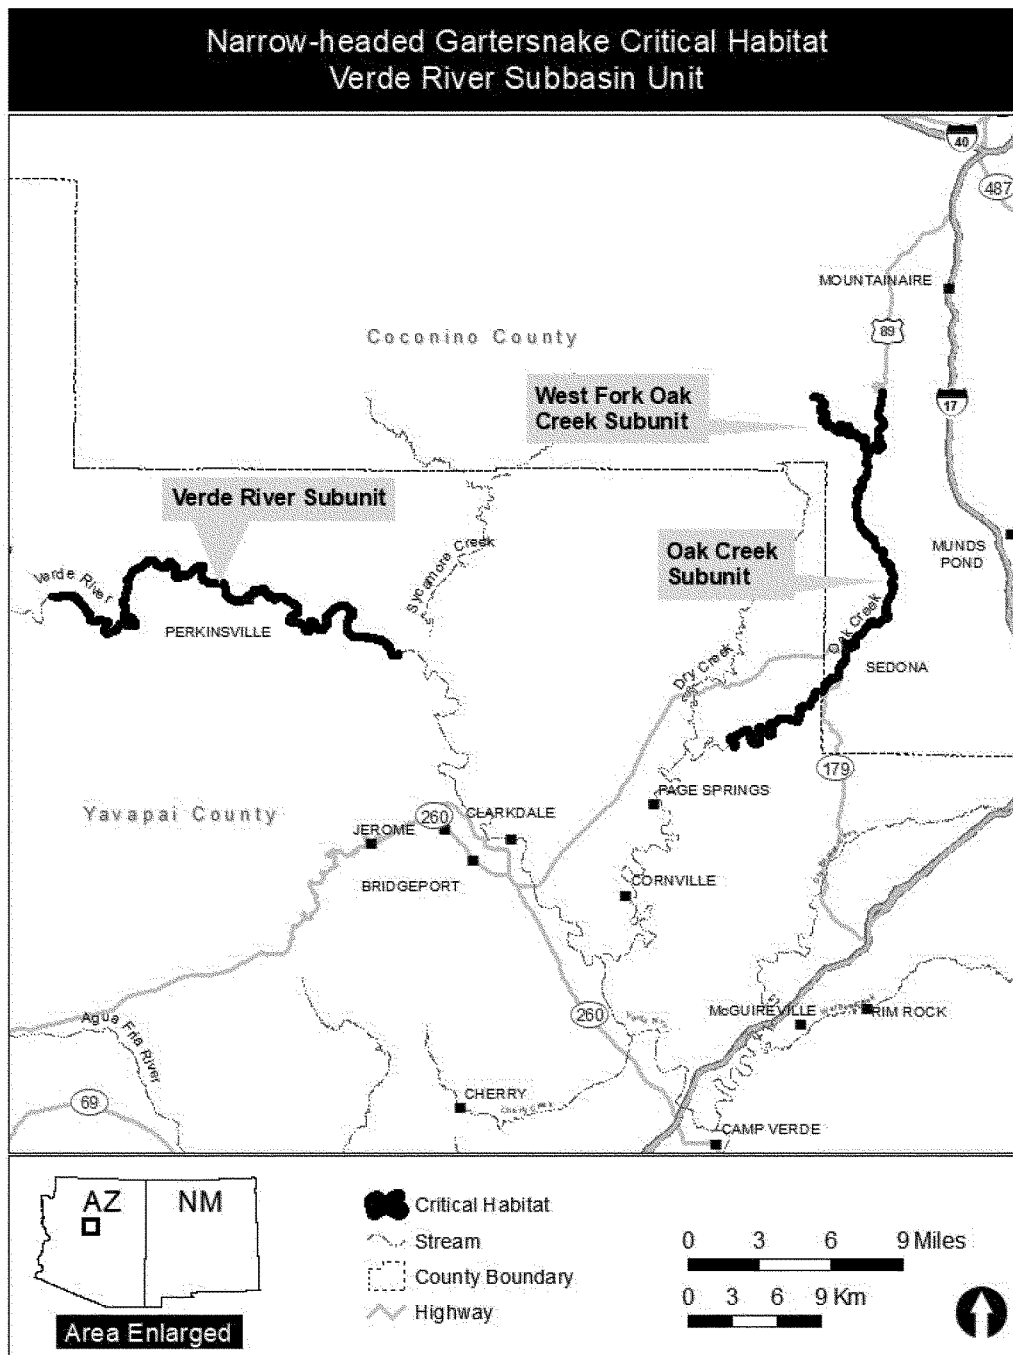 Narrow-headed Gartersnake Critical Habitat
Verde River Subbasin Unit
40
487
MOUNTAINAIRE
89
Coconino County
West Fork Oak
Creek Subunit
17
Verde River Subunit
Oak Creek
Subunit
MUNDS
POND
Verde River
Sycamore Creek
PERKINSVILLE
Oak Creek
Dry Creek
SEDONA
179
PAGE SPRINGS
Yavapai County
260
CLARKDALE
JEROME
BRIDGEPORT
CORNVILLE
260
McGUIREVILLE
RIM ROCK
Agua Fria River
69
CHERRY
CAMP VERDE
AZ
NM
Area Enlarged
Critical Habitat
Stream
County Boundary
Highway
0 3 6 9 Miles
0 3 6 9 Km